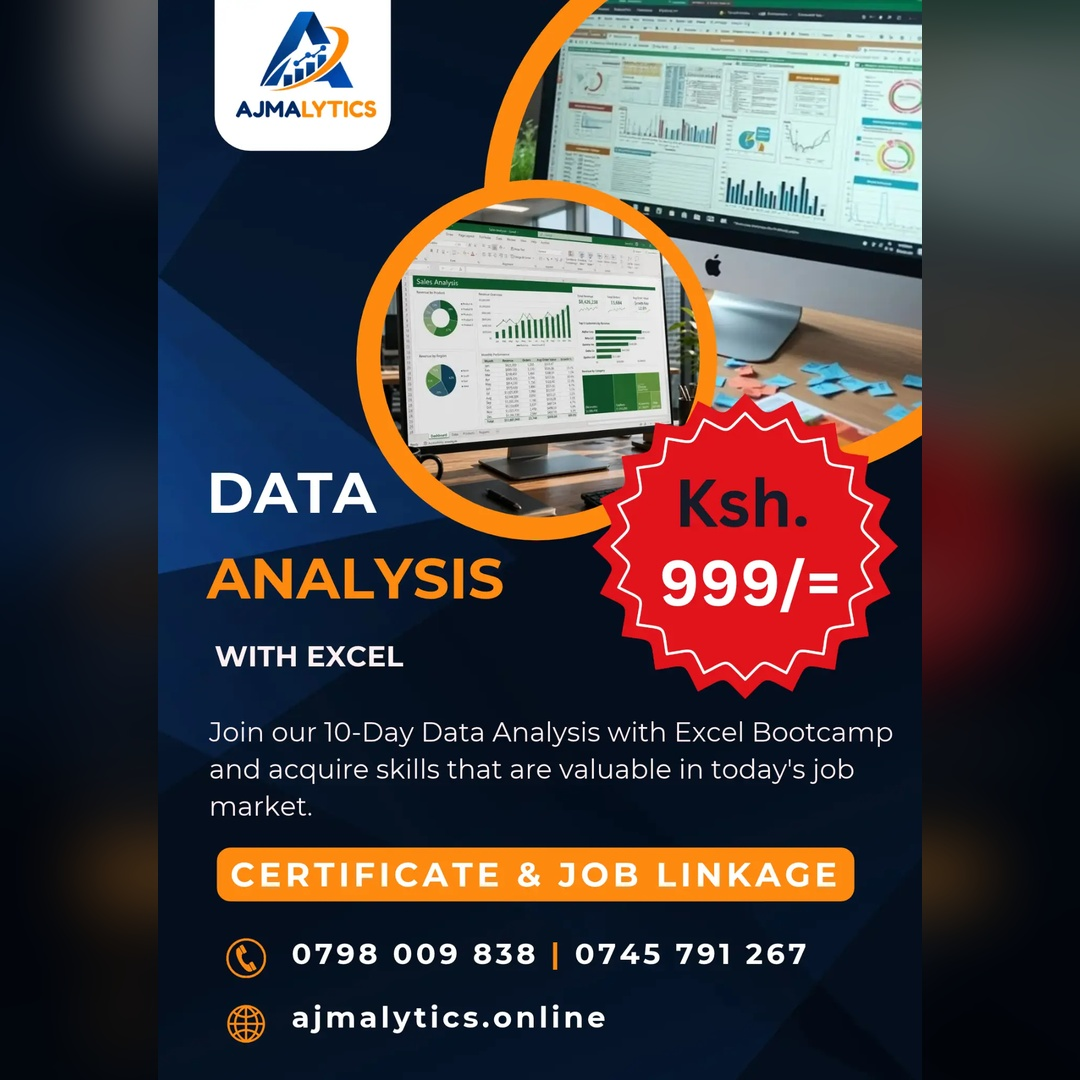 AJMALYTICS
Sales Analysis
DATA
ANALYSIS
WITH EXCEL
Ksh.
999/=
Join our 10-Day Data Analysis with Excel Bootcamp
and acquire skills that are valuable in today's job
market.
CERTIFICATE & JOB LINKAGE
0798 009 838 | 0745 791 267
ajmalytics.online